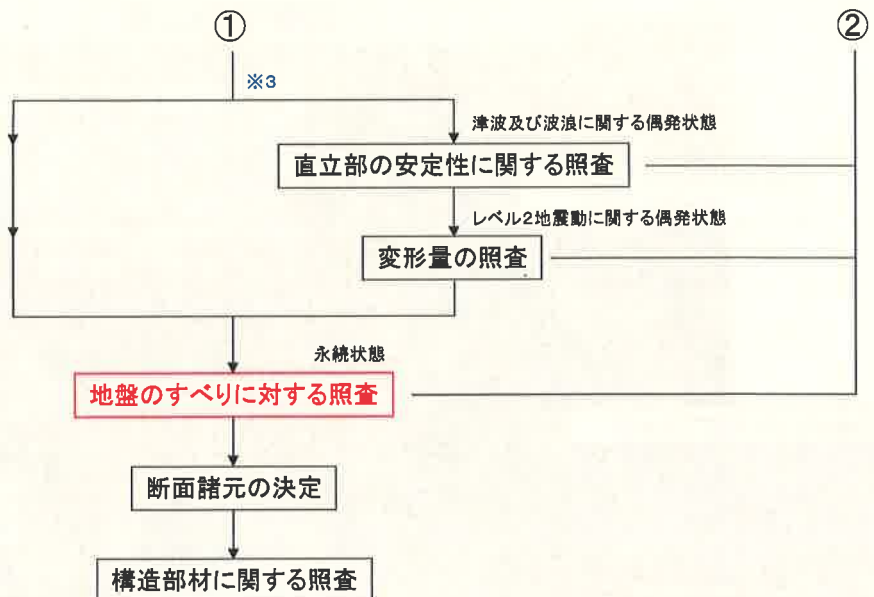 ①
②
※3
津波及び波浪に関する偶発状態
直立部の安定性に関する照査
レベル2地震動に関する偶発状態
変形量の照査
永続状態
地盤のすべりに対する照査
断面諸元の決定
構造部材に関する照査